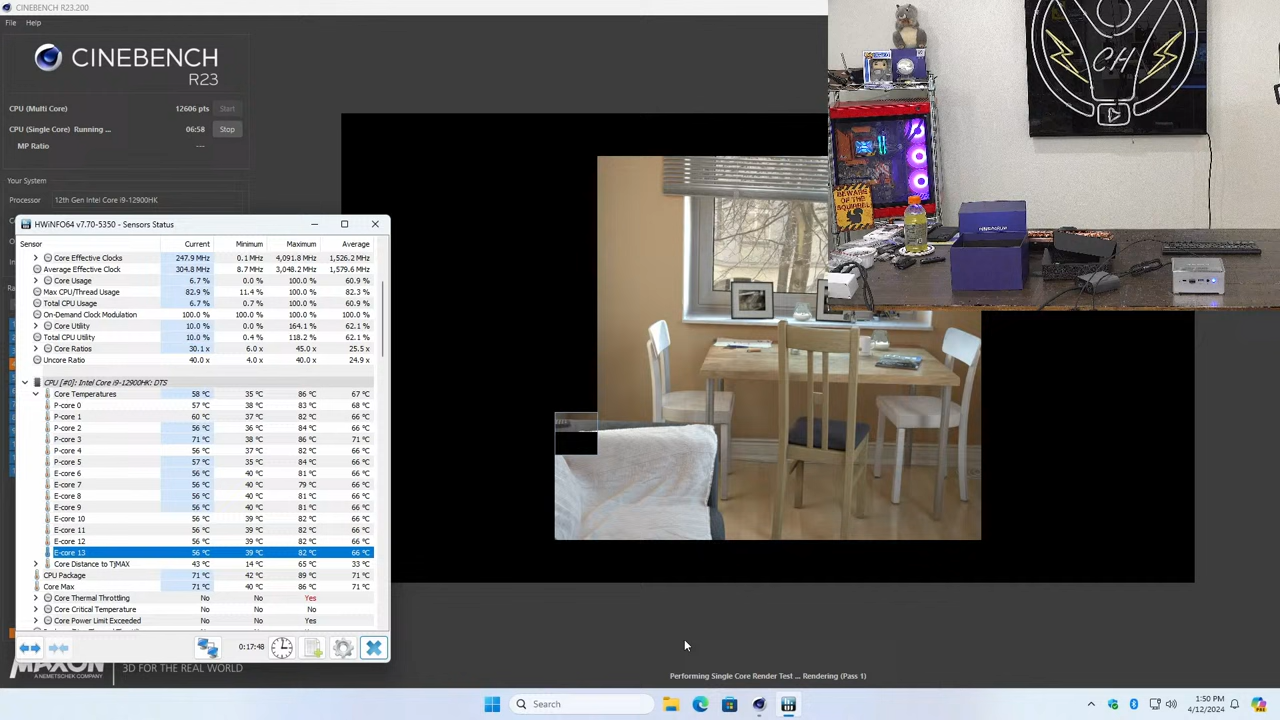 CINEBENCH R23.200
File Help
CINEBENCH
R23
CPU (Multi Core) 12606 pts Start
CPU (Single Core) Running ... 06:58 Stop
MP Ratio ---
Your System
Processor 12th Gen Intel Core i9-12900HK
HWiNFO64 v7.70-5350 - Sensors Status
Sensor Current Minimum Maximum Average
Core Effective Clocks 247.9 MHz 0.1 MHz 4,091.8 MHz 1,526.2 MHz
Average Effective Clock 304.8 MHz 8.7 MHz 3,048.2 MHz 1,579.6 MHz
Core Usage 6.7 % 0.0 % 100.0 % 60.9 %
Max CPU/Thread Usage 82.9 % 11.4 % 100.0 % 82.3 %
Total CPU Usage 6.7 % 0.7 % 100.0 % 60.9 %
On-Demand Clock Modulation 100.0 % 100.0 % 100.0 % 100.0 %
Core Utility 10.0 % 0.0 % 164.1 % 62.1 %
Total CPU Utility 10.0 % 0.4 % 118.2 % 62.1 %
Core Ratios 30.1 x 6.0 x 45.0 x 25.5 x
Uncore Ratio 40.0 x 4.0 x 40.0 x 24.9 x
CPU [#0]: Intel Core i9-12900HK: DTS
Core Temperatures 58 °C 35 °C 86 °C 67 °C
P-core 0 57 °C 38 °C 83 °C 68 °C
P-core 1 60 °C 37 °C 82 °C 66 °C
P-core 2 56 °C 36 °C 84 °C 66 °C
P-core 3 71 °C 38 °C 86 °C 71 °C
P-core 4 56 °C 37 °C 82 °C 66 °C
P-core 5 57 °C 35 °C 84 °C 66 °C
E-core 6 56 °C 40 °C 81 °C 66 °C
E-core 7 56 °C 40 °C 79 °C 66 °C
E-core 8 56 °C 40 °C 81 °C 66 °C
E-core 9 56 °C 40 °C 81 °C 66 °C
E-core 10 56 °C 39 °C 82 °C 66 °C
E-core 11 56 °C 39 °C 82 °C 66 °C
E-core 12 56 °C 39 °C 82 °C 66 °C
E-core 13 56 °C 39 °C 82 °C 66 °C
Core Distance to TjMAX 43 °C 14 °C 65 °C 33 °C
CPU Package 71 °C 42 °C 89 °C 71 °C
Core Max 71 °C 40 °C 86 °C 71 °C
Core Thermal Throttling No No Yes
Core Critical Temperature No No No
Core Power Limit Exceeded No No Yes
0:17:48
MAXON
A NEMETSCHEK COMPANY
3D FOR THE REAL WORLD
Performing Single Core Render Test ... Rendering (Pass 1)
CH
BEWARE
OF THE
SQUIRREL
MINISFORUM
Search
1:50 PM
4/12/2024